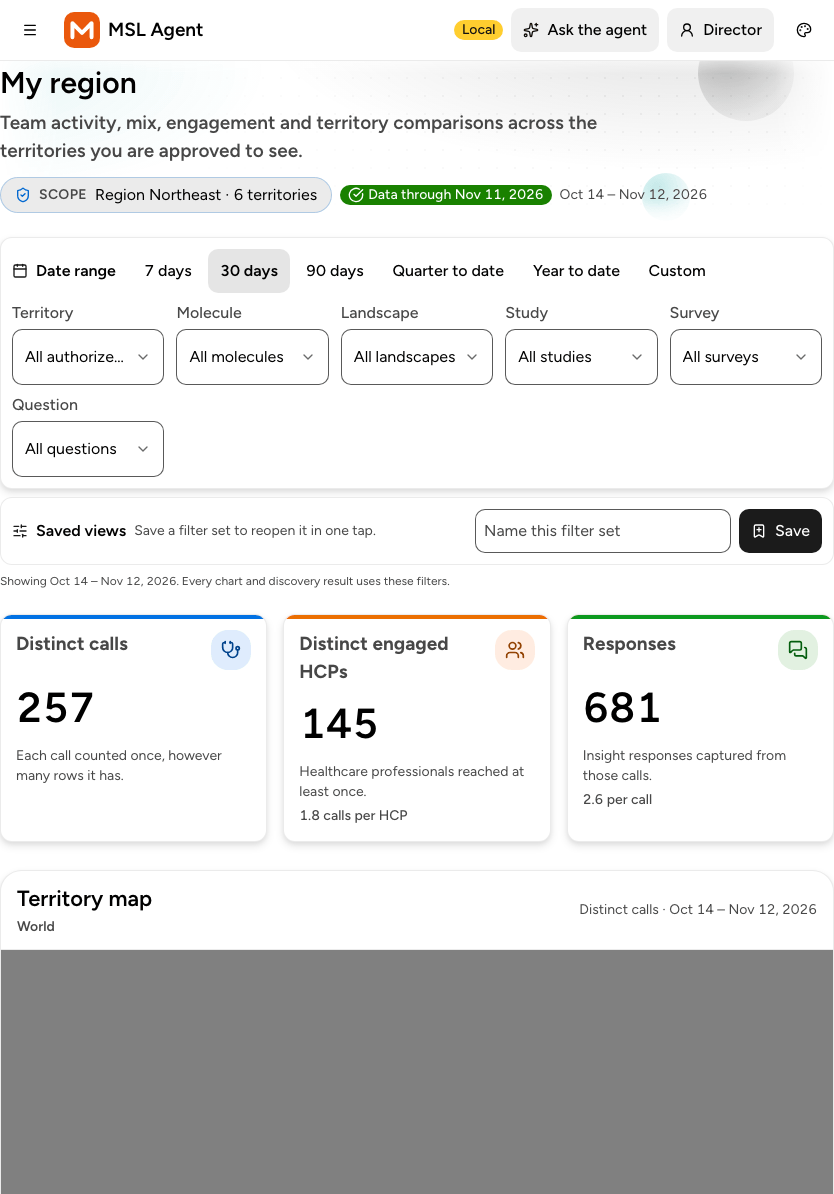 MSL Agent
Local
Ask the agent
Director
My region
Team activity, mix, engagement and territory comparisons across the
territories you are approved to see.
SCOPE Region Northeast · 6 territories
Data through Nov 11, 2026
Oct 14 – Nov 12, 2026
Date range
7 days
30 days
90 days
Quarter to date
Year to date
Custom
Territory
Molecule
Landscape
Study
Survey
All authorize...
All molecules
All landscapes
All studies
All surveys
Question
All questions
Saved views
Save a filter set to reopen it in one tap.
Name this filter set
Save
Showing Oct 14 – Nov 12, 2026. Every chart and discovery result uses these filters.
Distinct calls
257
Each call counted once, however
many rows it has.
Distinct engaged
HCPs
145
Healthcare professionals reached at
least once.
1.8 calls per HCP
Responses
681
Insight responses captured from
those calls.
2.6 per call
Territory map
World
Distinct calls · Oct 14 – Nov 12, 2026